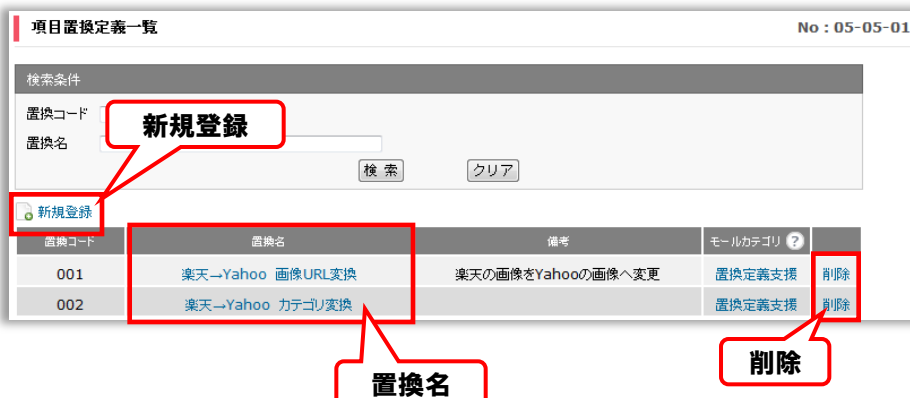 項目置換定義一覧 No：05-05-01
検索条件
置換コード
新規登録
置換名
検 索 クリア
新規登録
置換コード 置換名 備考 モールカテゴリ ?
001 楽天→Yahoo 画像URL変換 楽天の画像をYahooの画像へ変更 置換定義支援 削除
002 楽天→Yahoo カテゴリ変換 置換定義支援 削除
削除
置換名